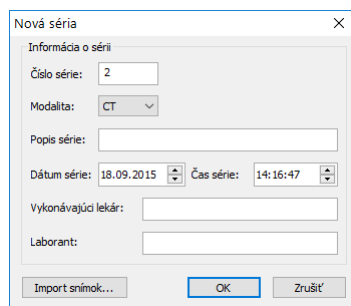 Nová séria
Informácia o sérii
Číslo série: 2
Modalita: CT
Popis série:
Dátum série: 18.09.2015 Čas série: 14:16:47
Vykonávajúci lekár:
Laborant:
Import snímok... OK Zrušiť